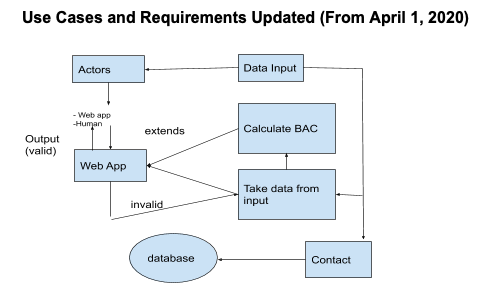 Use Cases and Requirements Updated (From April 1, 2020)
Actors
Data Input
- Web app
-Human
Output
(valid)
extends
Calculate BAC
Web App
Take data from
input
invalid
database
Contact